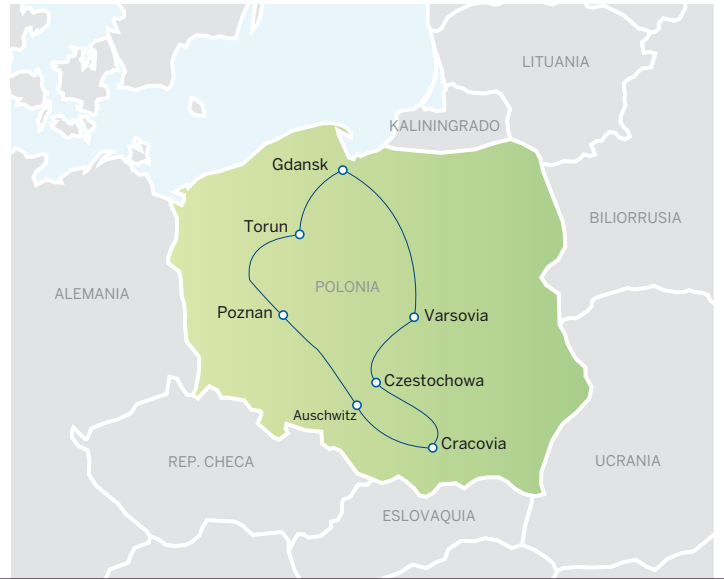 LITUANIA
KALININGRADO
Gdansk
BILIORRUSIA
Torun
POLONIA
ALEMANIA
Poznan
Varsovia
Czestochowa
Auschwitz
Cracovia
REP. CHECA
UCRANIA
ESLOVAQUIA